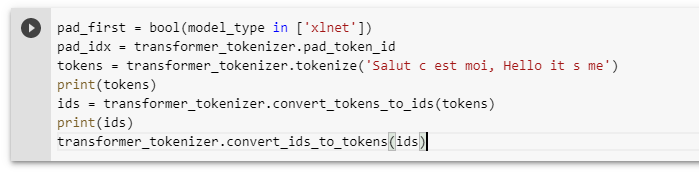 pad_first = bool(model_type in ['xlnet'])
pad_idx = transformer_tokenizer.pad_token_id
tokens = transformer_tokenizer.tokenize('Salut c est moi, Hello it s me')
print(tokens)
ids = transformer_tokenizer.convert_tokens_to_ids(tokens)
print(ids)
transformer_tokenizer.convert_ids_to_tokens(ids)